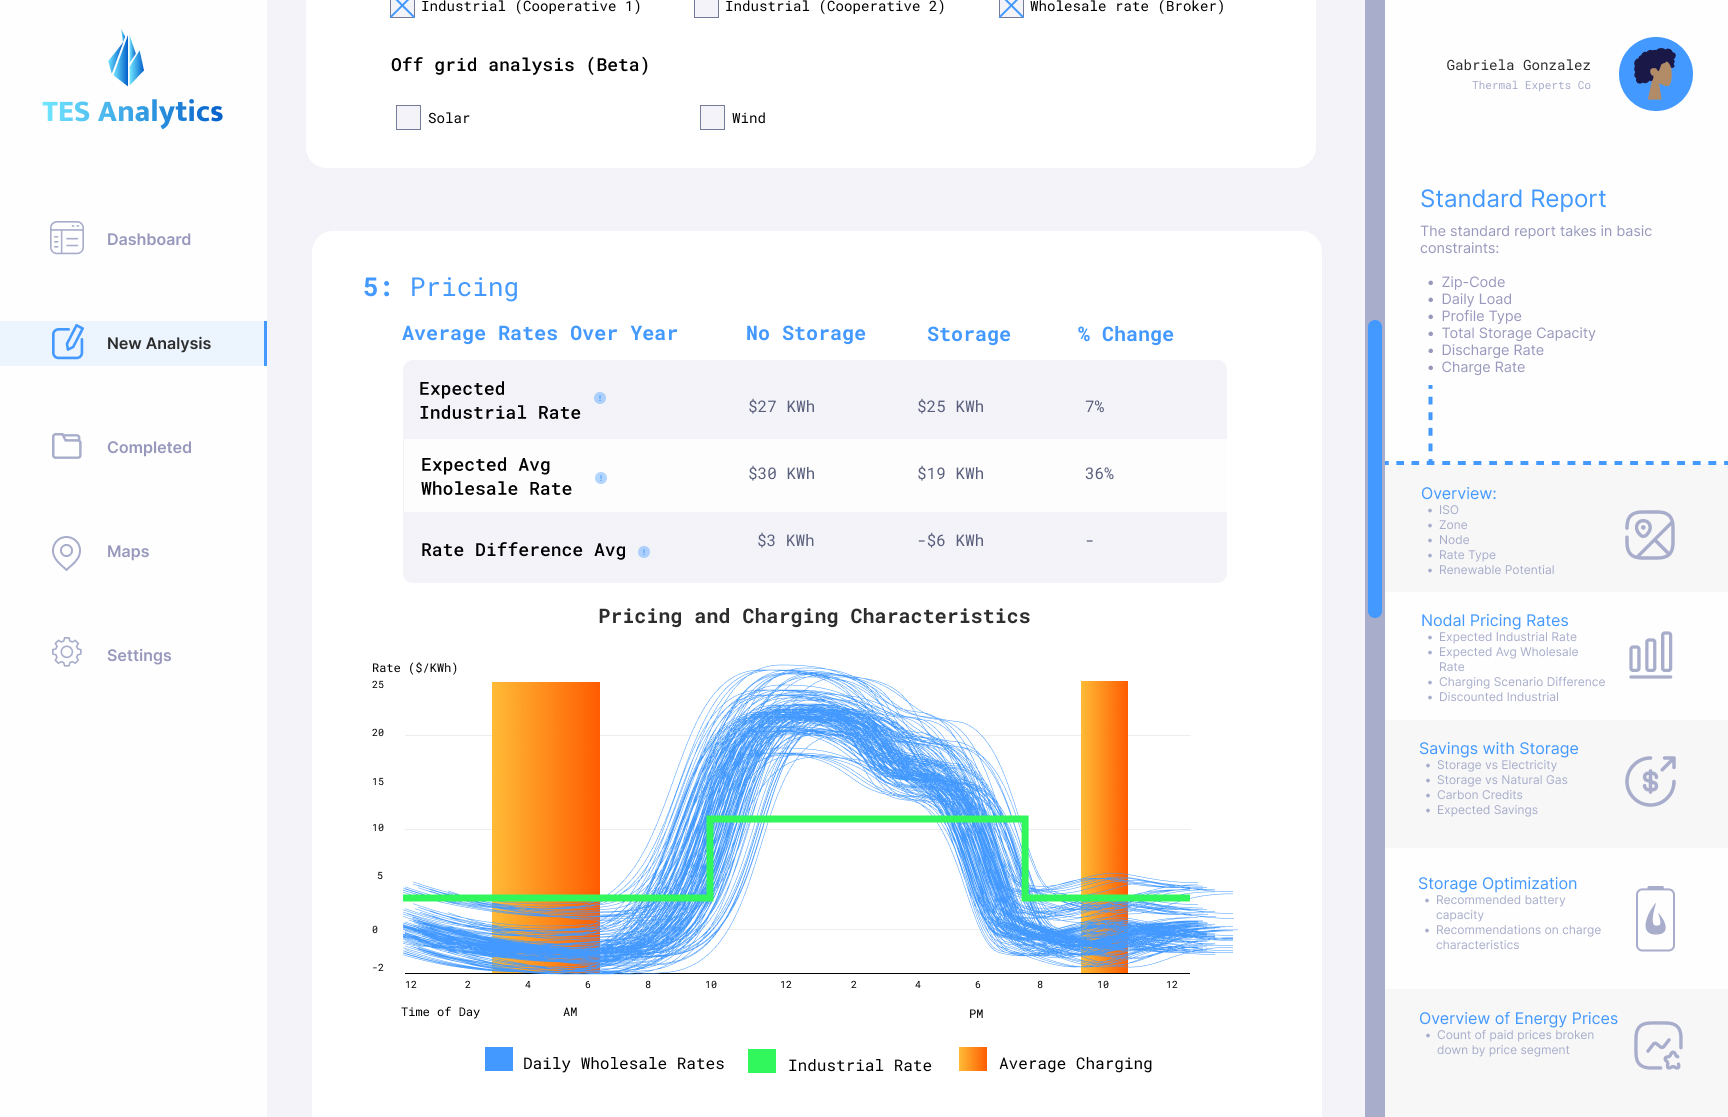 TES Analytics
Dashboard
New Analysis
Completed
Maps
Settings
Industrial (Cooperative 1)
Industrial (Cooperative 2)
Wholesale rate (Broker)
Off grid analysis (Beta)
Solar
Wind
5: Pricing
Average Rates Over Year No Storage Storage % Change
Expected
Industrial Rate
$27 KWh $25 KWh 7%
Expected Avg
Wholesale Rate
$30 KWh $19 KWh 36%
Rate Difference Avg
$3 KWh -$6 KWh -
Pricing and Charging Characteristics
Rate ($/KWh)
25
20
15
10
5
0
-2
12 2 4 6 8 10 12 2 4 6 8 10 12
Time of Day AM PM
Daily Wholesale Rates Industrial Rate Average Charging
Gabriela Gonzalez
Thermal Experts Co
Standard Report
The standard report takes in basic
constraints:
• Zip-Code
• Daily Load
• Profile Type
• Total Storage Capacity
• Discharge Rate
• Charge Rate
Overview:
• ISO
• Zone
• Node
• Rate Type
• Renewable Potential
Nodal Pricing Rates
• Expected Industrial Rate
• Expected Avg Wholesale
Rate
• Charging Scenario Difference
• Discounted Industrial
Savings with Storage
• Storage vs Electricity
• Storage vs Natural Gas
• Carbon Credits
• Expected Savings
$
Storage Optimization
• Recommended battery
capacity
• Recommendations on charge
characteristics
Overview of Energy Prices
• Count of paid prices broken
down by price segment